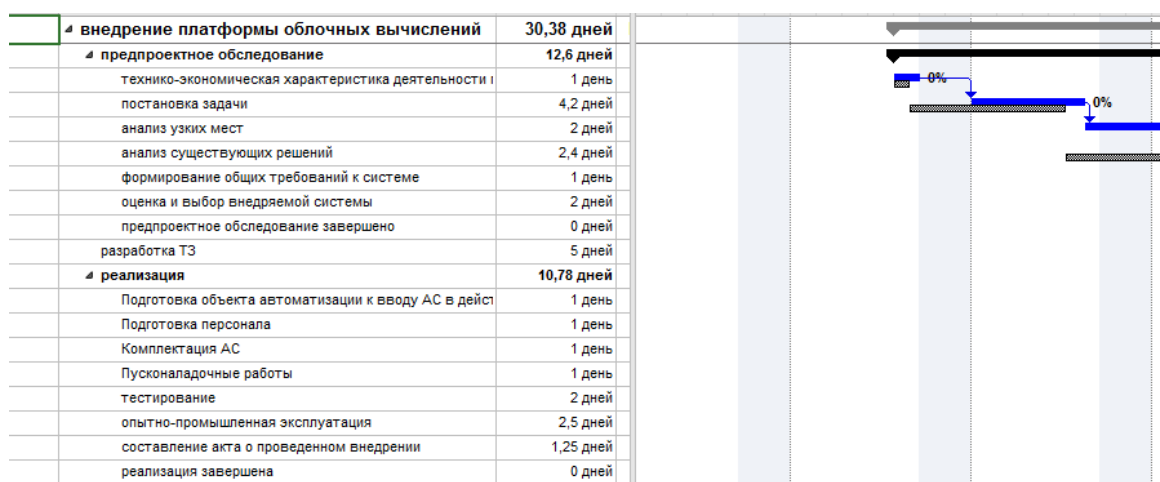 внедрение платформы облочных вычислений 30,38 дней
предпроектное обследование 12,6 дней
технико-экономическая характеристика деятельности 1 день 0%
постановка задачи 4,2 дней 0%
анализ узких мест 2 дней
анализ существующих решений 2,4 дней
формирование общих требований к системе 1 день
оценка и выбор внедряемой системы 2 дней
предпроектное обследование завершено 0 дней
разработка ТЗ 5 дней
реализация 10,78 дней
Подготовка объекта автоматизации к вводу АС в дейст 1 день
Подготовка персонала 1 день
Комплектация АС 1 день
Пусконаладочные работы 1 день
тестирование 2 дней
опытно-промышленная эксплуатация 2,5 дней
составление акта о проведенном внедрении 1,25 дней
реализация завершена 0 дней